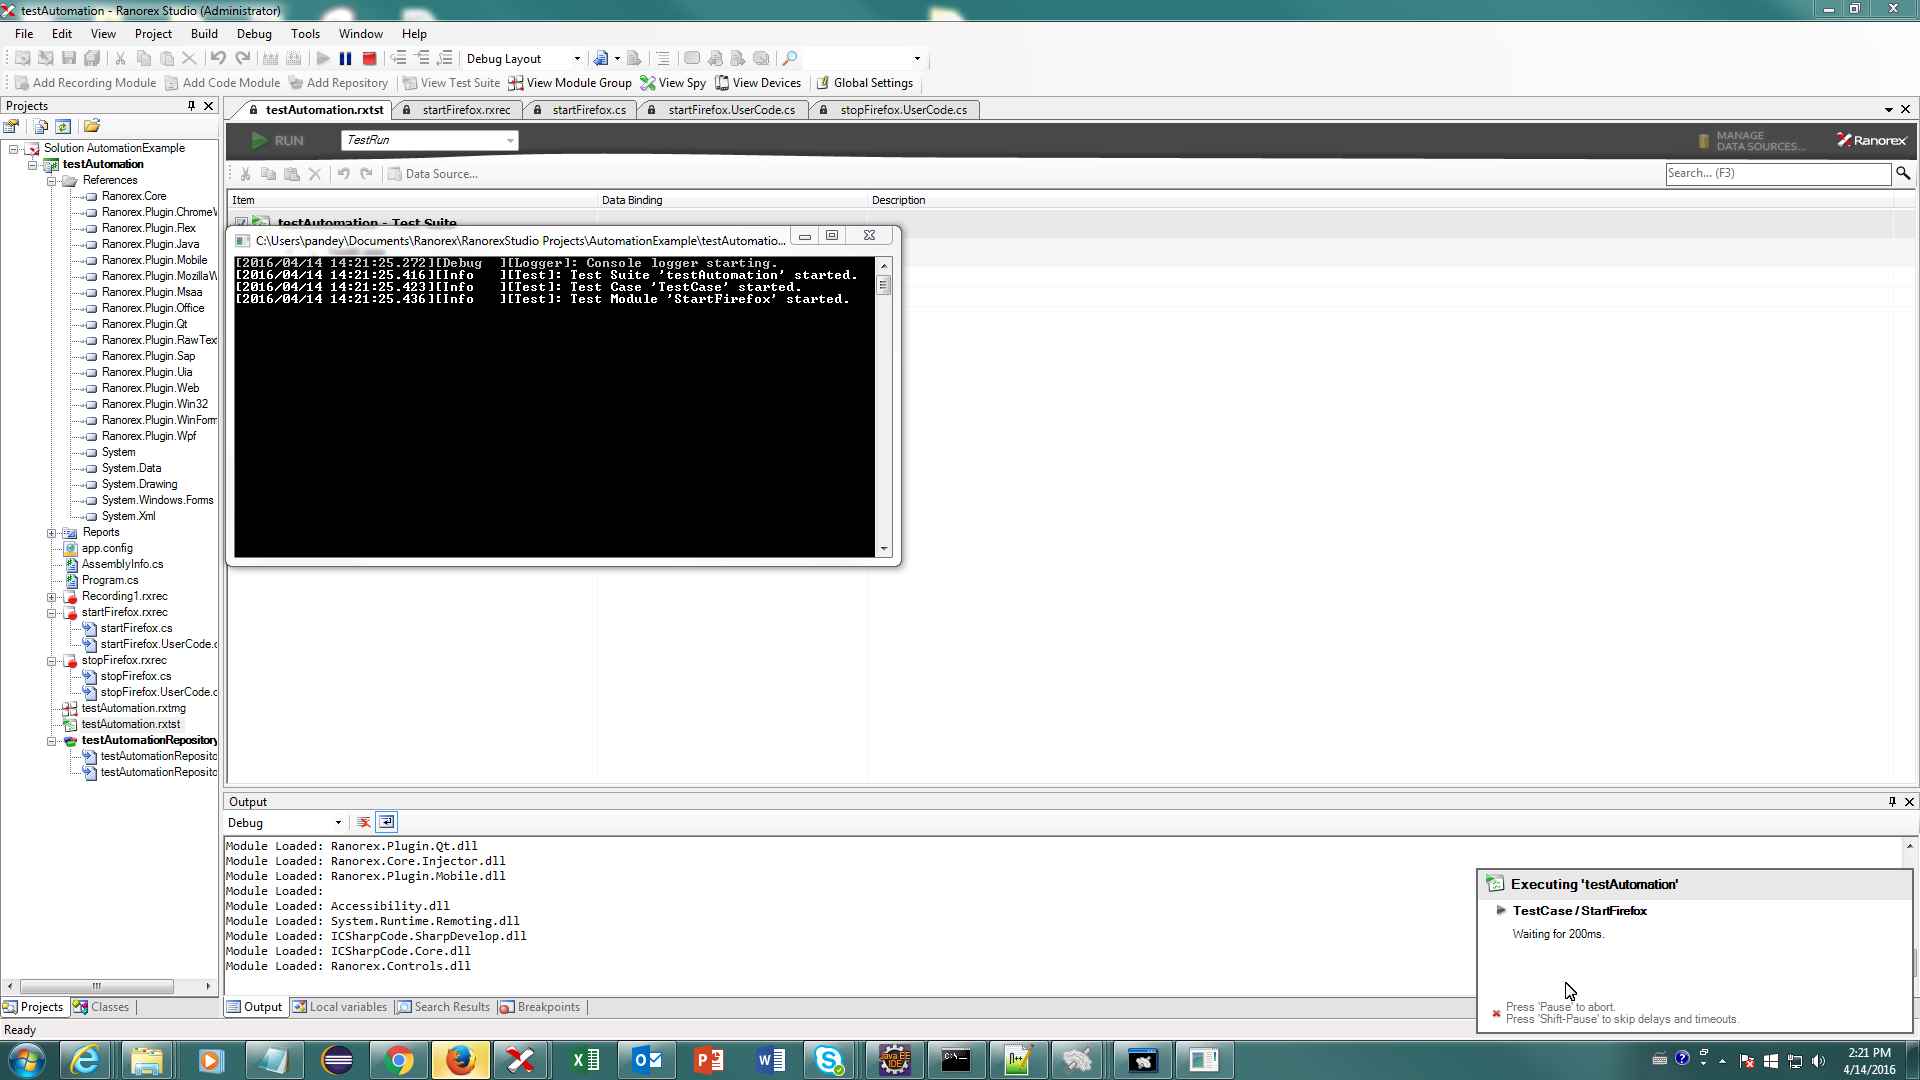 testAutomation - Ranorex Studio (Administrator)
File Edit View Project Build Debug Tools Window Help
Debug Layout
Add Recording Module Add Code Module Add Repository View Test Suite View Module Group View Spy View Devices Global Settings
Projects
testAutomation.rxtst startFirefox.rxrec startFirefox.cs startFirefox.UserCode.cs stopFirefox.UserCode.cs
RUN TestRun MANAGE DATA SOURCES... Ranorex
Data Source... Search... (F3)
Item Data Binding Description
testAutomation - Test Suite
C:\Users\pandey\Documents\Ranorex\RanorexStudio Projects\AutomationExample\testAutomatio...
[2016/04/14 14:21:25.272][Debug ][Logger]: Console logger starting.
[2016/04/14 14:21:25.416][Info ][Test]: Test Suite 'testAutomation' started.
[2016/04/14 14:21:25.423][Info ][Test]: Test Case 'TestCase' started.
[2016/04/14 14:21:25.436][Info ][Test]: Test Module 'StartFirefox' started.
Solution AutomationExample
testAutomation
References
Ranorex.Core
Ranorex.Plugin.ChromeW
Ranorex.Plugin.Flex
Ranorex.Plugin.Java
Ranorex.Plugin.Mobile
Ranorex.Plugin.MozillaW
Ranorex.Plugin.Msaa
Ranorex.Plugin.Office
Ranorex.Plugin.Qt
Ranorex.Plugin.RawTex
Ranorex.Plugin.Sap
Ranorex.Plugin.Uia
Ranorex.Plugin.Web
Ranorex.Plugin.Win32
Ranorex.Plugin.WinForm
Ranorex.Plugin.Wpf
System
System.Data
System.Drawing
System.Windows.Forms
System.Xml
Reports
app.config
AssemblyInfo.cs
Program.cs
Recording1.rxrec
startFirefox.rxrec
startFirefox.cs
startFirefox.UserCode.c
stopFirefox.rxrec
stopFirefox.cs
stopFirefox.UserCode.c
testAutomation.rxtmg
testAutomation.rxtst
testAutomationRepository
testAutomationReposito
testAutomationReposito
Projects Classes
Output
Debug
Module Loaded: Ranorex.Plugin.Qt.dll
Module Loaded: Ranorex.Core.Injector.dll
Module Loaded: Ranorex.Plugin.Mobile.dll
Module Loaded:
Module Loaded: Accessibility.dll
Module Loaded: System.Runtime.Remoting.dll
Module Loaded: ICSharpCode.SharpDevelop.dll
Module Loaded: ICSharpCode.Core.dll
Module Loaded: Ranorex.Controls.dll
Output Local variables Search Results Breakpoints
Executing 'testAutomation'
TestCase / StartFirefox
Waiting for 200ms.
Press 'Pause' to abort.
Press 'Shift-Pause' to skip delays and timeouts.
Ready
Java EE
IDE
C:\_
2:21 PM
4/14/2016